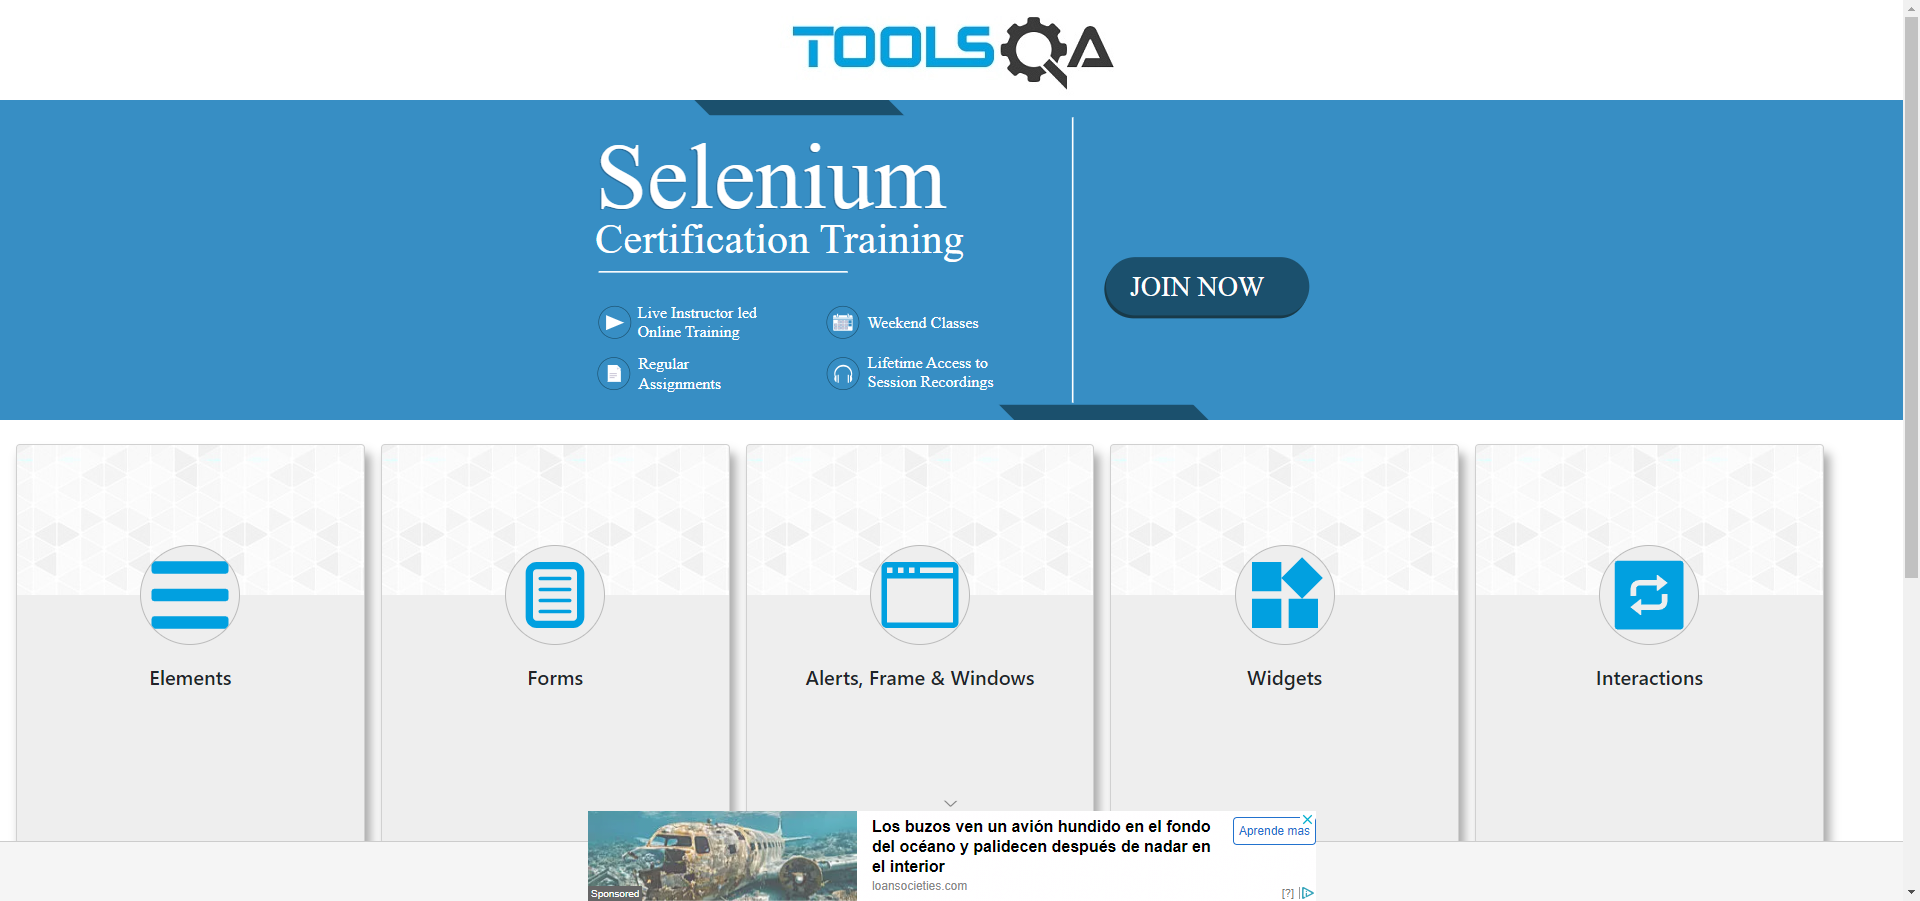 TOOLSQA
Selenium
Certification Training
Live Instructor led
Online Training
Weekend Classes
Regular
Assignments
Lifetime Access to
Session Recordings
JOIN NOW
Elements
Forms
Alerts, Frame & Windows
Widgets
Interactions
Los buzos ven un avión hundido en el fondo
del océano y palidecen después de nadar en
el interior
loansocieties.com
Aprende mas
Sponsored
[?]